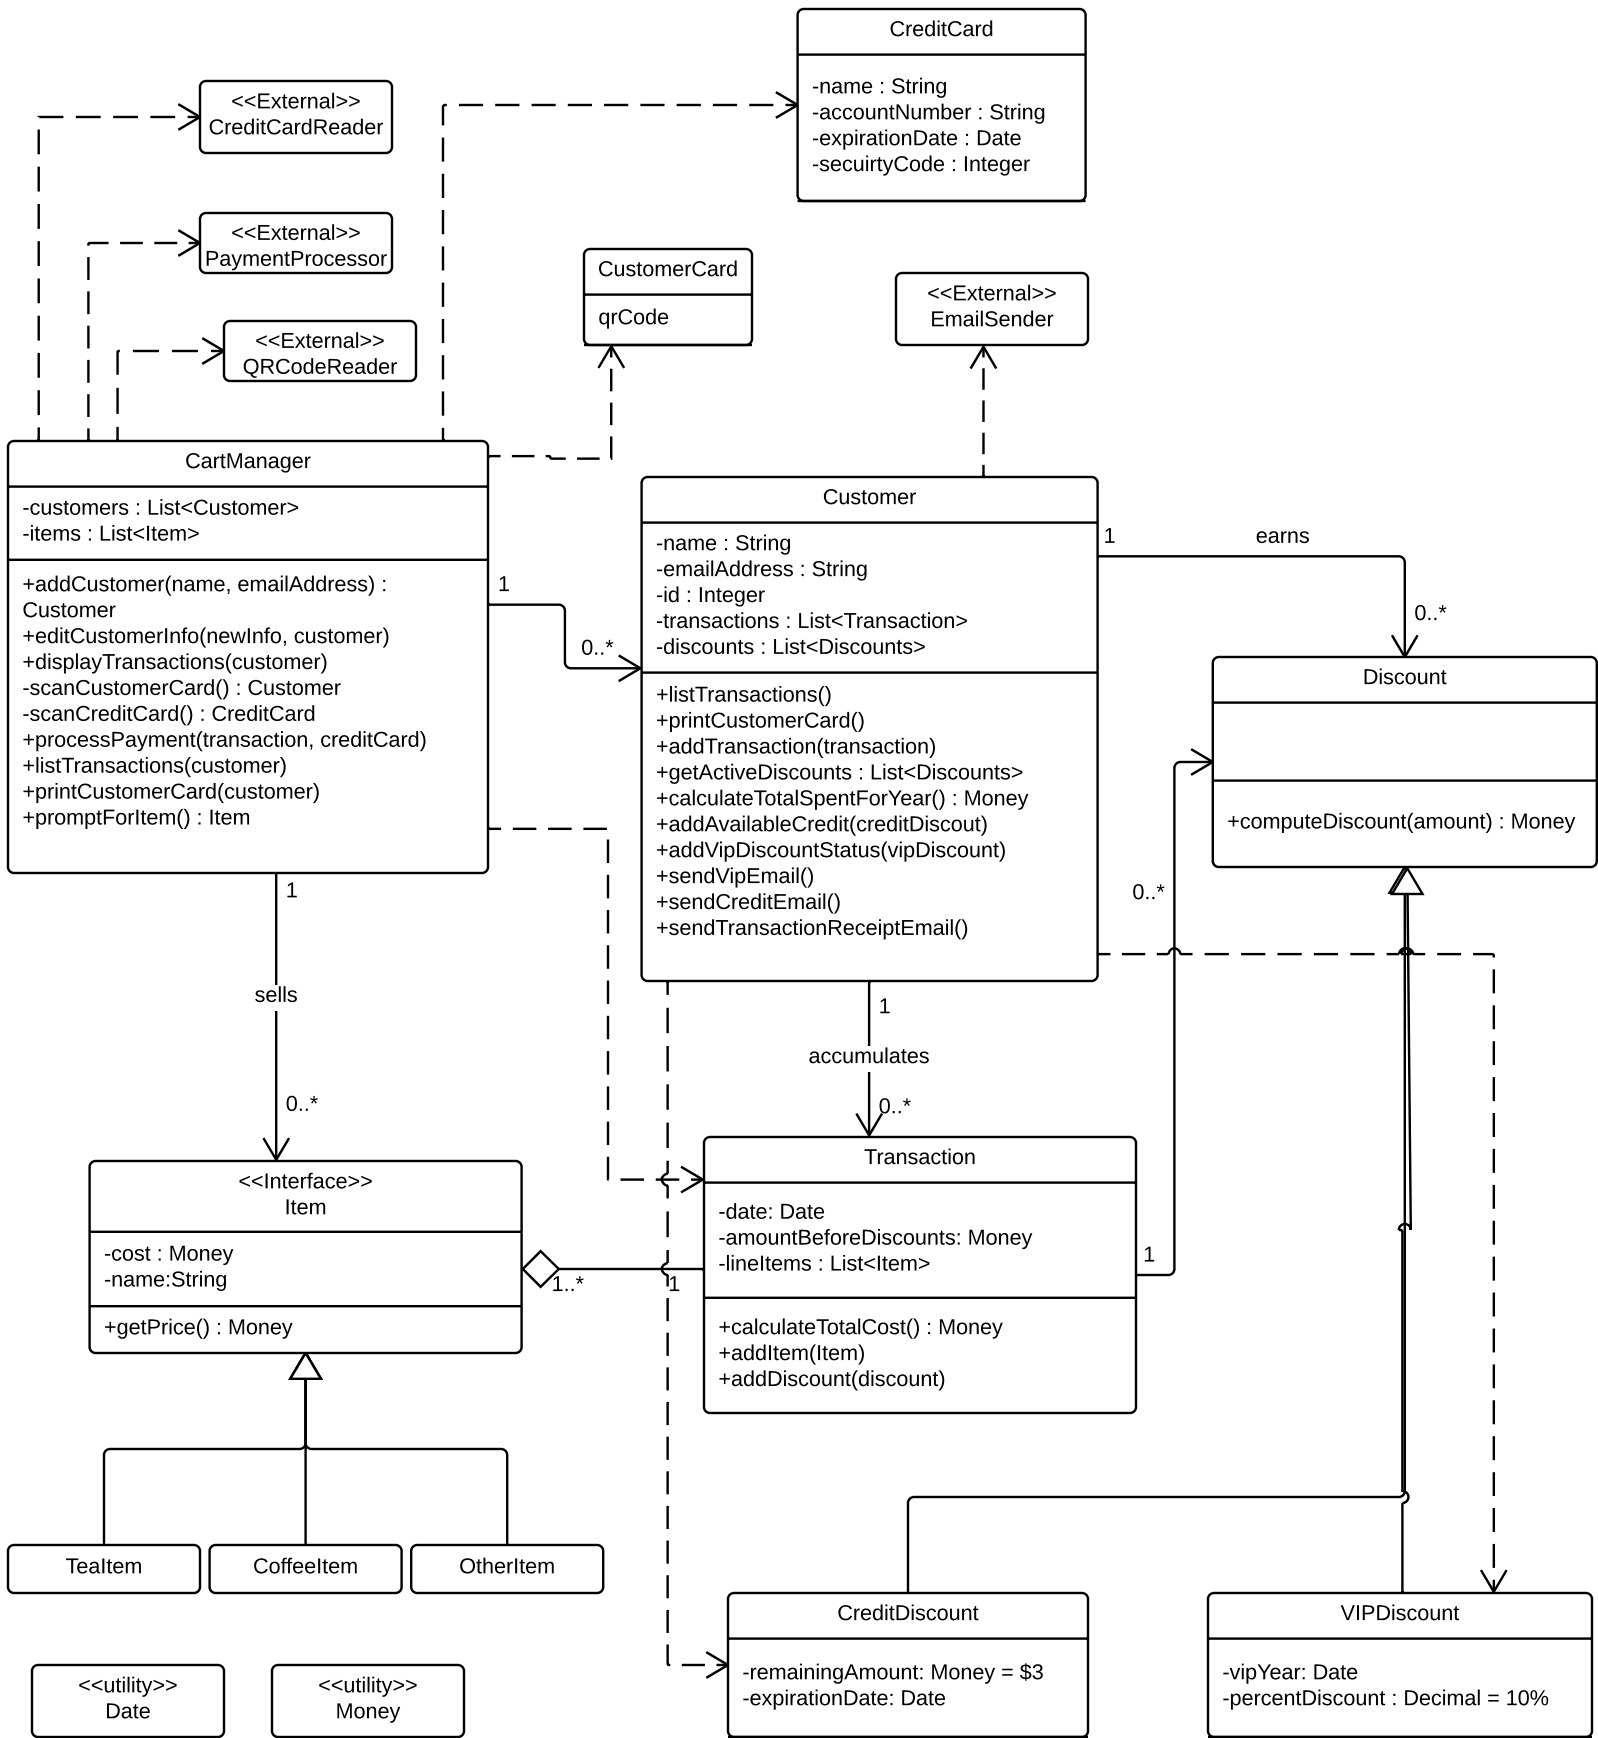 CreditCard
-name : String
-accountNumber : String
-expirationDate : Date
-secuirtyCode : Integer
<<External>>
CreditCardReader
<<External>>
PaymentProcessor
<<External>>
QRCodeReader
CustomerCard
qrCode
<<External>>
EmailSender
CartManager
-customers : List<Customer>
-items : List<Item>
+addCustomer(name, emailAddress) :
Customer
+editCustomerInfo(newInfo, customer)
+displayTransactions(customer)
-scanCustomerCard() : Customer
-scanCreditCard() : CreditCard
+processPayment(transaction, creditCard)
+listTransactions(customer)
+printCustomerCard(customer)
+promptForItem() : Item
1
0..*
Customer
-name : String
-emailAddress : String
-id : Integer
-transactions : List<Transaction>
-discounts : List<Discounts>
+listTransactions()
+printCustomerCard()
+addTransaction(transaction)
+getActiveDiscounts : List<Discounts>
+calculateTotalSpentForYear() : Money
+addAvailableCredit(creditDiscout)
+addVipDiscountStatus(vipDiscount)
+sendVipEmail()
+sendCreditEmail()
+sendTransactionReceiptEmail()
1
earns
0..*
Discount
+computeDiscount(amount) : Money
0..*
1
sells
0..*
1
accumulates
0..*
<<Interface>>
Item
-cost : Money
-name:String
+getPrice() : Money
1..*
1
Transaction
-date: Date
-amountBeforeDiscounts: Money
-lineItems : List<Item>
+calculateTotalCost() : Money
+addItem(Item)
+addDiscount(discount)
1
TeaItem
CoffeeItem
OtherItem
<<utility>>
Date
<<utility>>
Money
CreditDiscount
-remainingAmount: Money = $3
-expirationDate: Date
VIPDiscount
-vipYear: Date
-percentDiscount : Decimal = 10%